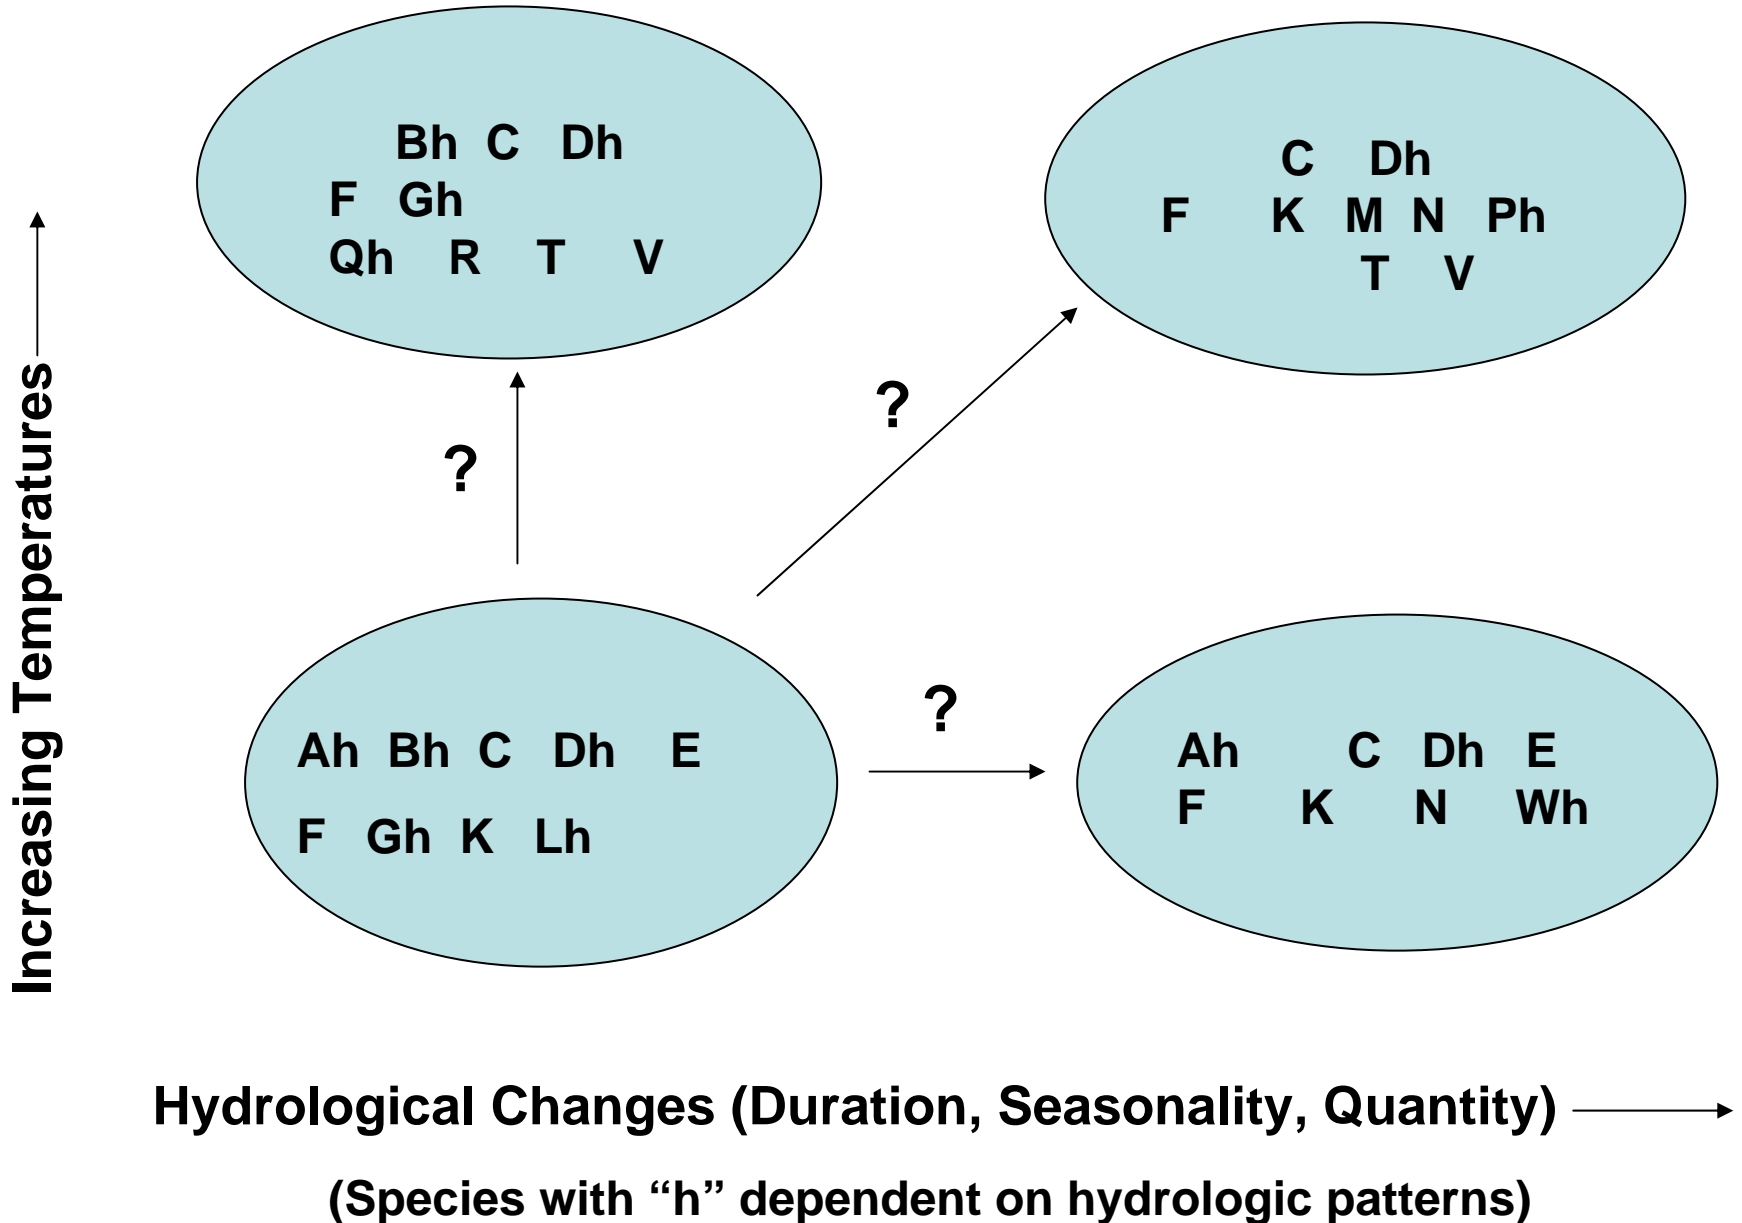 Bh C Dh
F Gh
Qh R T V
C Dh
F K M N Ph
T V
?
?
Increasing Temperatures
Ah Bh C Dh E
F Gh K Lh
?
Ah C Dh E
F K N Wh
Hydrological Changes (Duration, Seasonality, Quantity)
(Species with “h” dependent on hydrologic patterns)